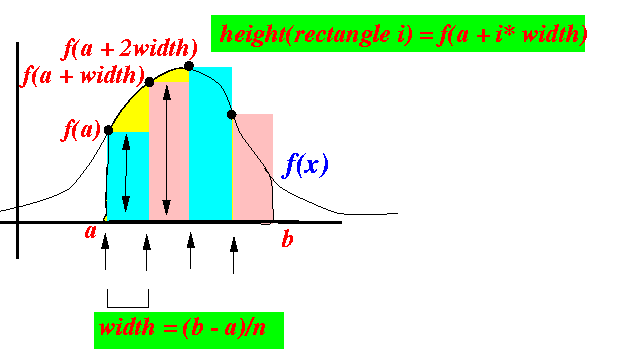 height(rectangle i) = f(a + i* width)
f(a + 2width)
f(a + width)
f(a)
f(x)
a
b
width = (b - a)/n